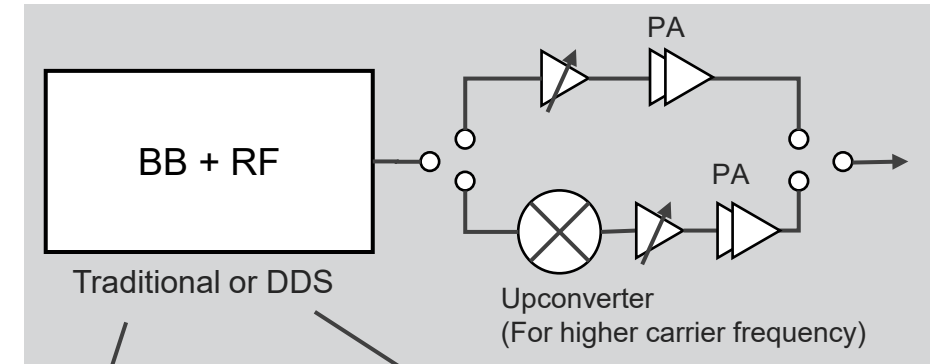 PA
BB + RF
PA
Traditional or DDS
Upconverter
(For higher carrier frequency)